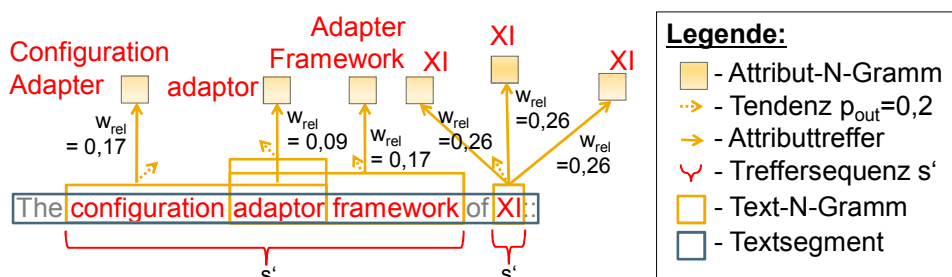 Configuration
Adapter
adaptor
Adapter
Framework
XI
XI
XI
w_rel
= 0,17
w_rel
= 0,09
w_rel
=0,17
w_rel
=0,26
w_rel
=0,26
w_rel
=0,26
The configuration adaptor framework of XI::
s‘
s‘
Legende:
- Attribut-N-Gramm
- Tendenz p_out=0,2
- Attributtreffer
- Treffersequenz s‘
- Text-N-Gramm
- Textsegment